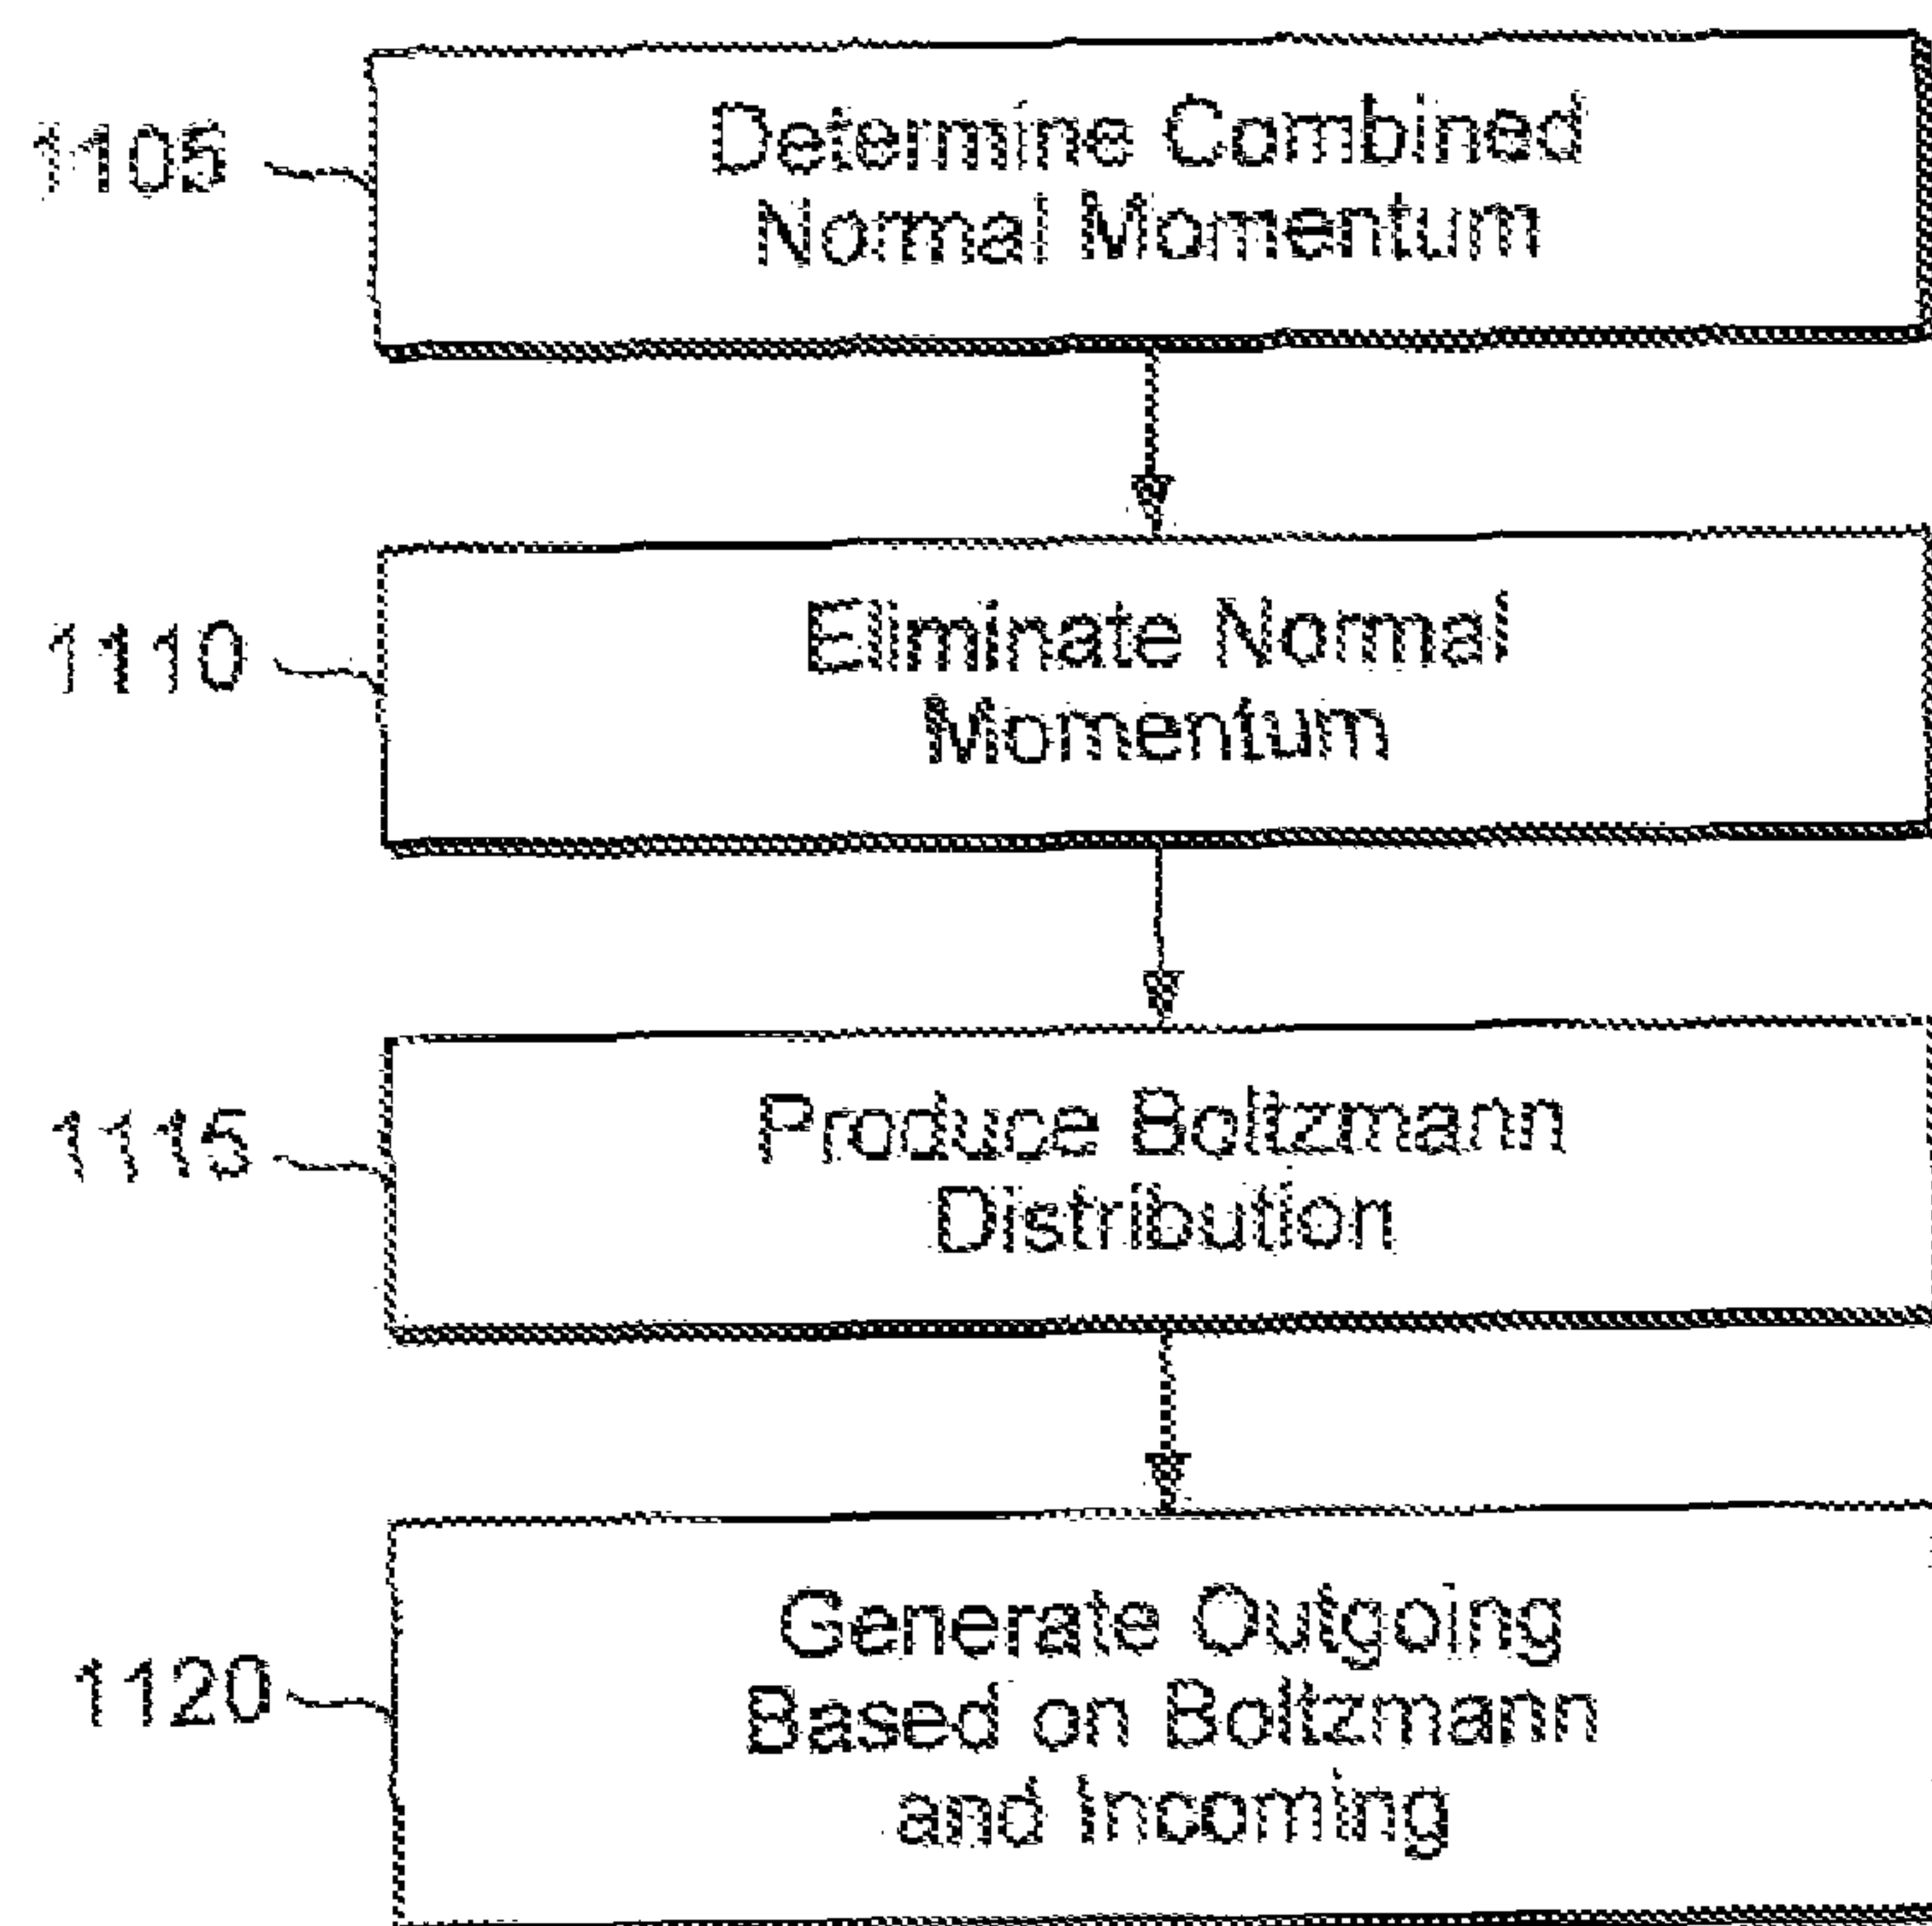 1105
Determine Combined
Normal Momentum
1110
Eliminate Normal
Momentum
1115
Produce Boltzmann
Distribution
1120
Generate Outgoing
Based on Boltzmann
and Incoming